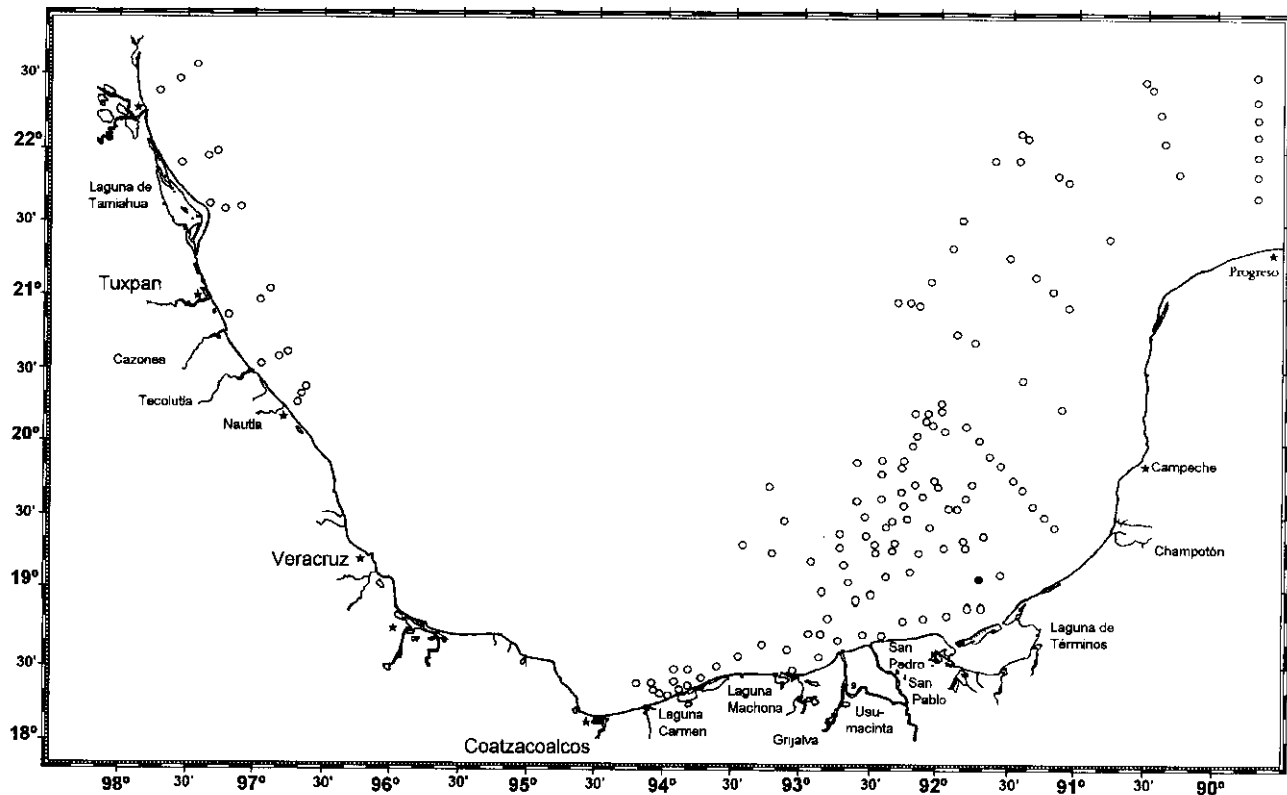 30'
22º
Laguna de
Tamiahua
30'
Tuxpan
21º
Progreso
Cazones
30'
Tecolutla
Nautla
20º
Campeche
30'
Veracruz
Champotón
19º
Laguna de
Términos
30'
San
Pedro
San
Pablo
Laguna
Machona
Laguna
Carmen
Usu-
macinta
Grijalva
18º
Coatzacoalcos
98º 30' 97º 30' 96º 30' 95º 30' 94º 30' 93º 30' 92º 30' 91º 30' 90º